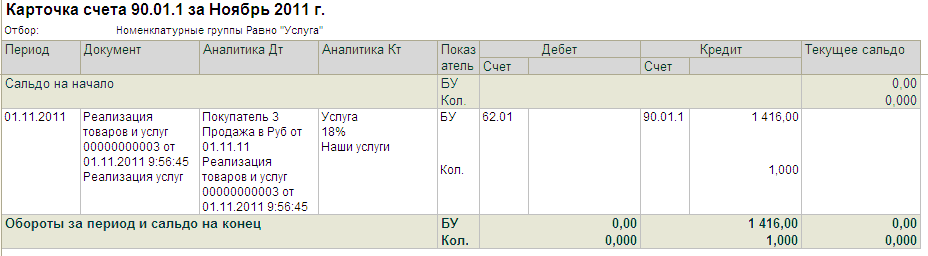 Карточка счета 90.01.1 за Ноябрь 2011 г.
Отбор: Номенклатурные группы Равно "Услуга"
Период Документ Аналитика Дт Аналитика Кт Показ Дебет Кредит Текущее сальдо
атель Счет Счет
Сальдо на начало БУ 0,00
Кол. 0,000
01.11.2011 Реализация Покупатель 3 Услуга БУ 62.01 90.01.1 1 416,00
товаров и услуг Продажа в Руб от 18%
00000000003 от 01.11.11 Наши услуги
01.11.2011 9:56:45 Реализация
Реализация услуг товаров и услуг Кол. 1,000
00000000003 от
01.11.2011 9:56:45
Обороты за период и сальдо на конец БУ 0,00 1 416,00 0,00
Кол. 0,000 1,000 0,000